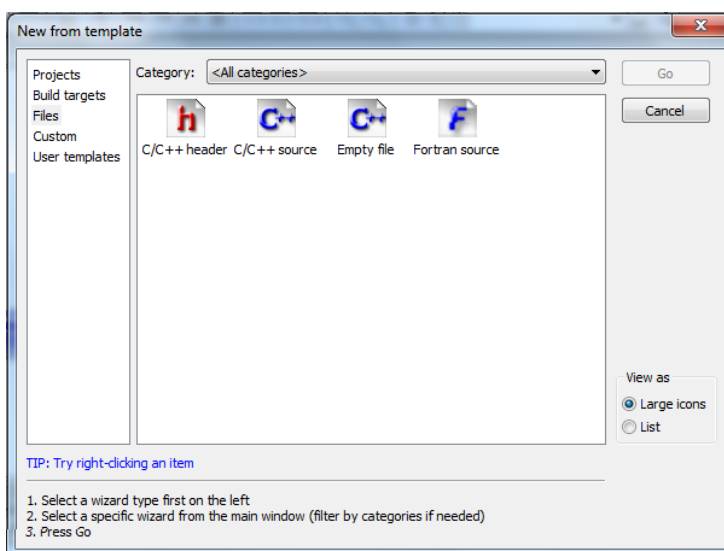 New from template
Projects
Build targets
Files
Custom
User templates
Category: <All categories>
Go
Cancel
h C++ C++ F
C/C++ header C/C++ source Empty file Fortran source
View as
Large icons
List
TIP: Try right-clicking an item
1. Select a wizard type first on the left
2. Select a specific wizard from the main window (filter by categories if needed)
3. Press Go